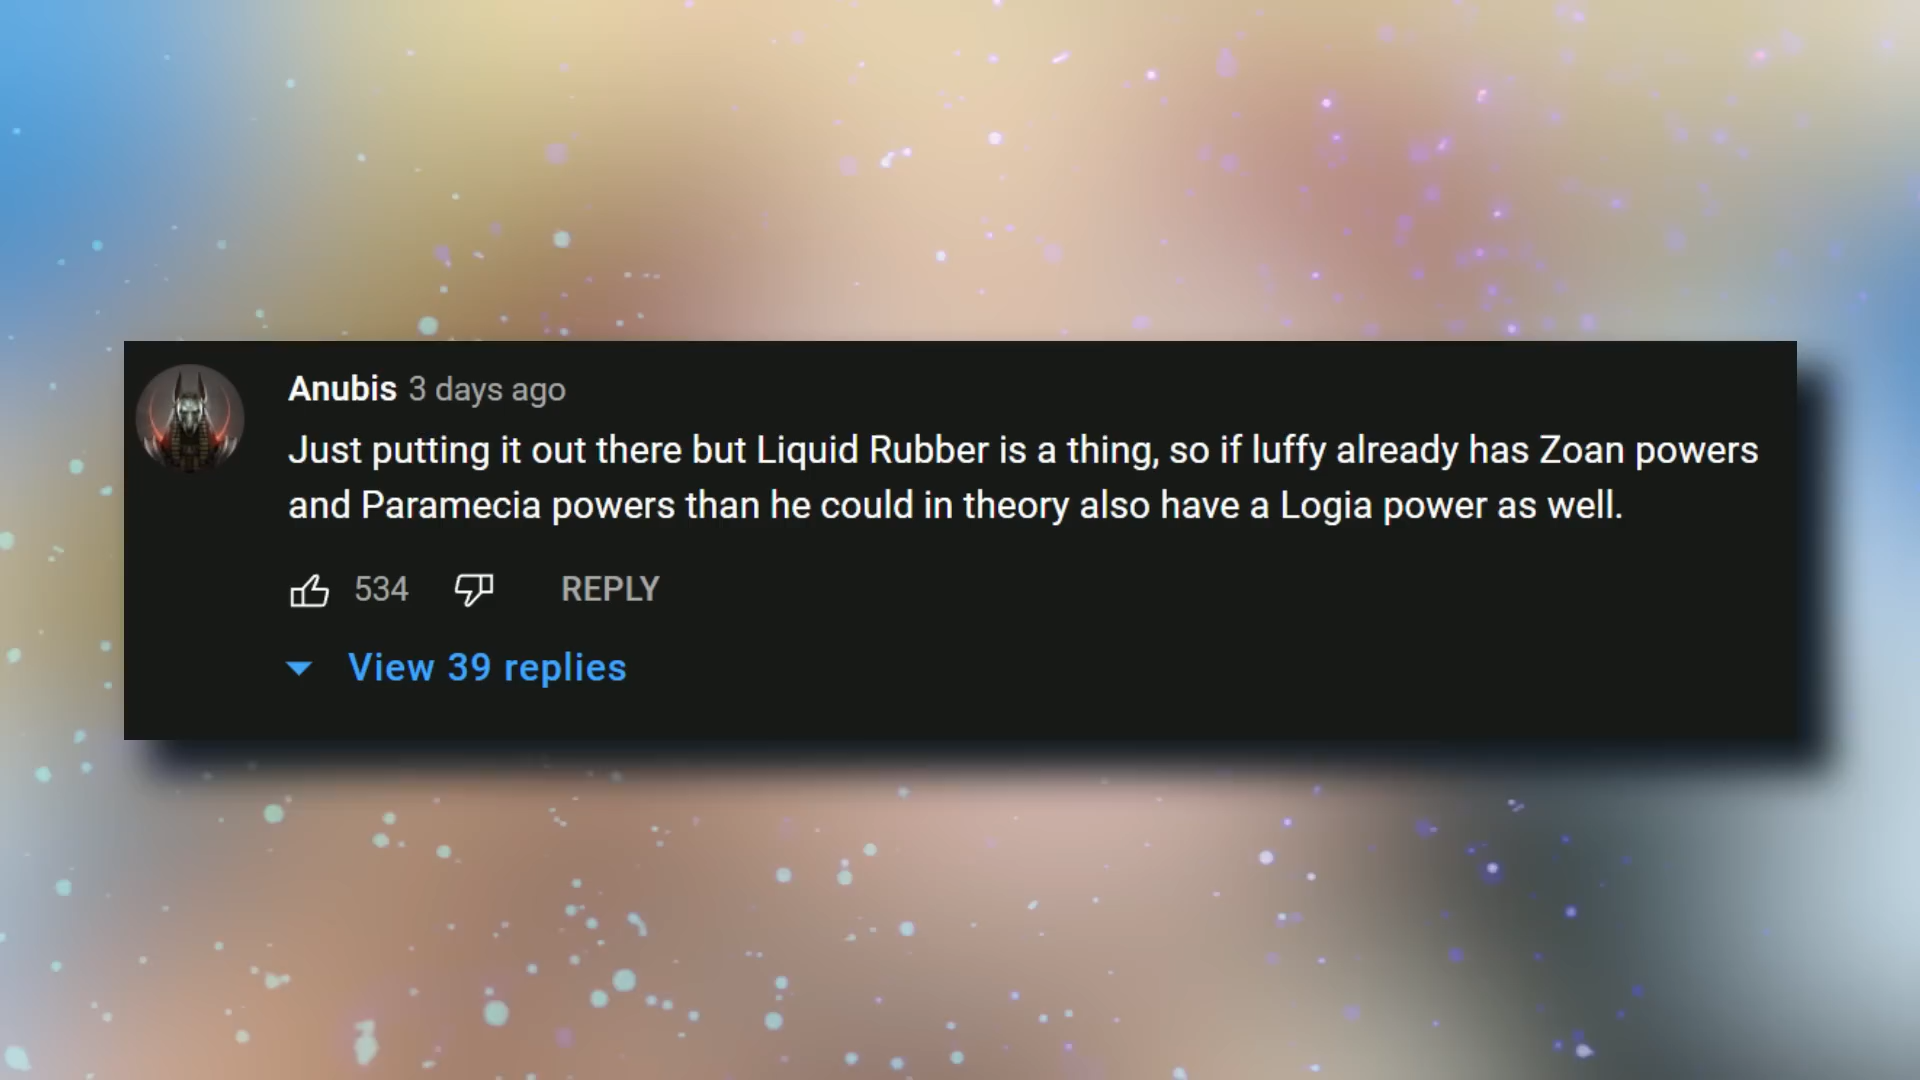 Anubis 3 days ago
Just putting it out there but Liquid Rubber is a thing, so if luffy already has Zoan powers
and Paramecia powers than he could in theory also have a Logia power as well.
534 REPLY
View 39 replies